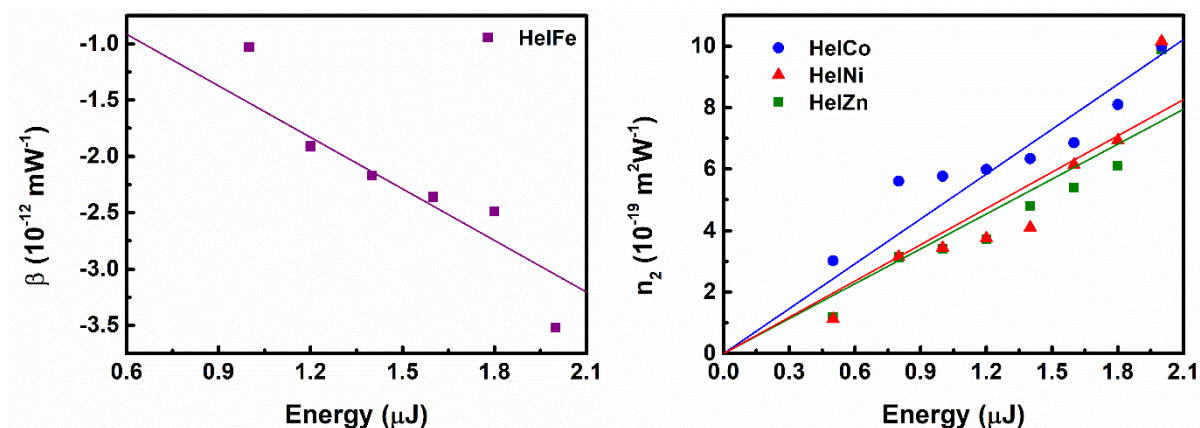 HelFe
-1.0
-1.5
-2.0
-2.5
-3.0
-3.5
β (10⁻¹² mW⁻¹)
0.6 0.9 1.2 1.5 1.8 2.1
Energy (μJ)
HelCo
HelNi
HelZn
10
8
6
4
2
0
n₂ (10⁻¹⁹ m²W⁻¹)
0.0 0.3 0.6 0.9 1.2 1.5 1.8 2.1
Energy (μJ)